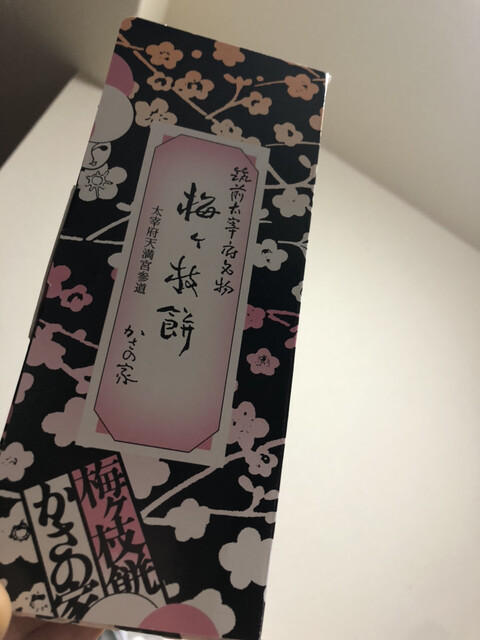 筑前太宰府名物
梅ヶ枝餅
太宰府天満宮参道
かさの家
梅ヶ枝餅
かさの家